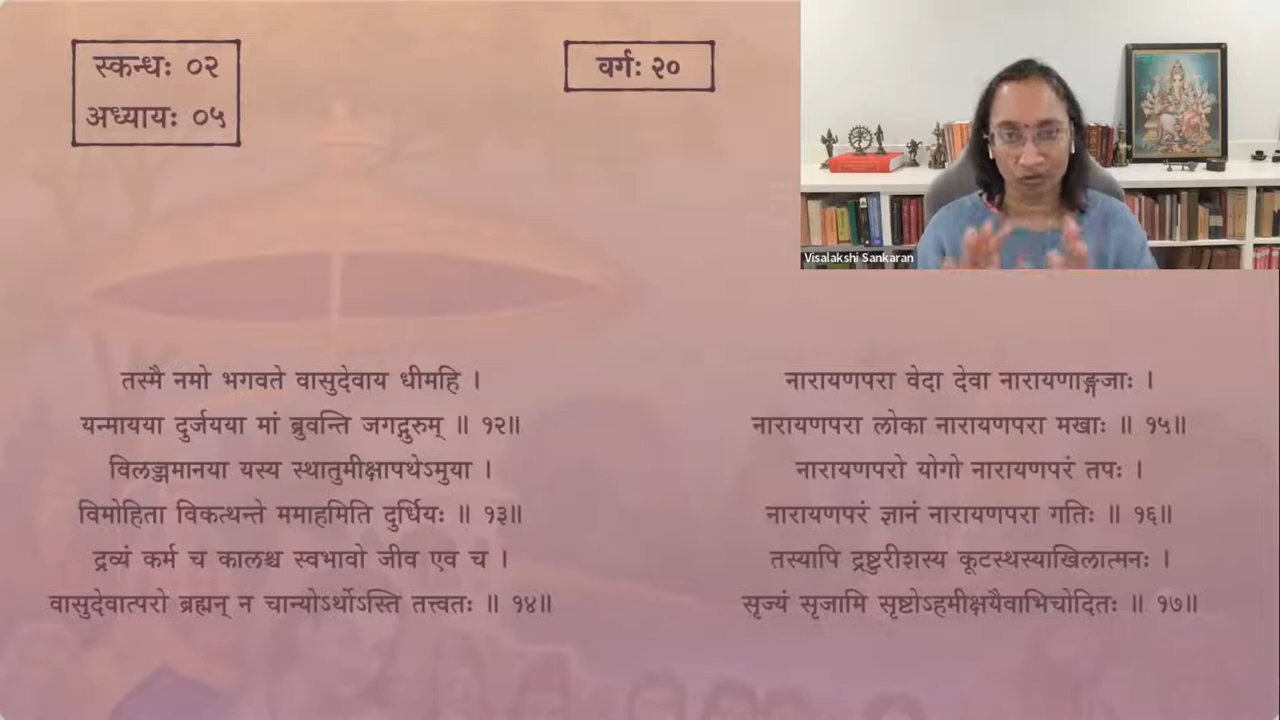 स्कन्धः ०२
अध्यायः ०५
वर्गः २०
Visalakshi Sankaran
तस्मै नमो भगवते वासुदेवाय धीमहि ।
यन्मायया दुर्जयया मां ब्रुवन्ति जगद्गुरुम् ॥ १२॥
विलज्जमानया यस्य स्थातुमीक्षापथेऽमुया ।
विमोहिता विकत्थन्ते ममाहमिति दुर्धियः ॥ १३॥
द्रव्यं कर्म च कालश्च स्वभावो जीव एव च ।
वासुदेवात्परो ब्रह्मन् न चान्योऽर्थोऽस्ति तत्त्वतः ॥ १४॥
नारायणपरा वेदा देवा नारायणाङ्गजाः ।
नारायणपरा लोका नारायणपरा मखाः ॥ १५॥
नारायणपरो योगो नारायणपरं तपः ।
नारायणपरं ज्ञानं नारायणपरा गतिः ॥ १६॥
तस्यापि द्रष्टुरीशस्य कूटस्थस्याखिलात्मनः ।
सृज्यं सृजामि सृष्टोऽहमीक्षयैवाभिचोदितः ॥ १७॥